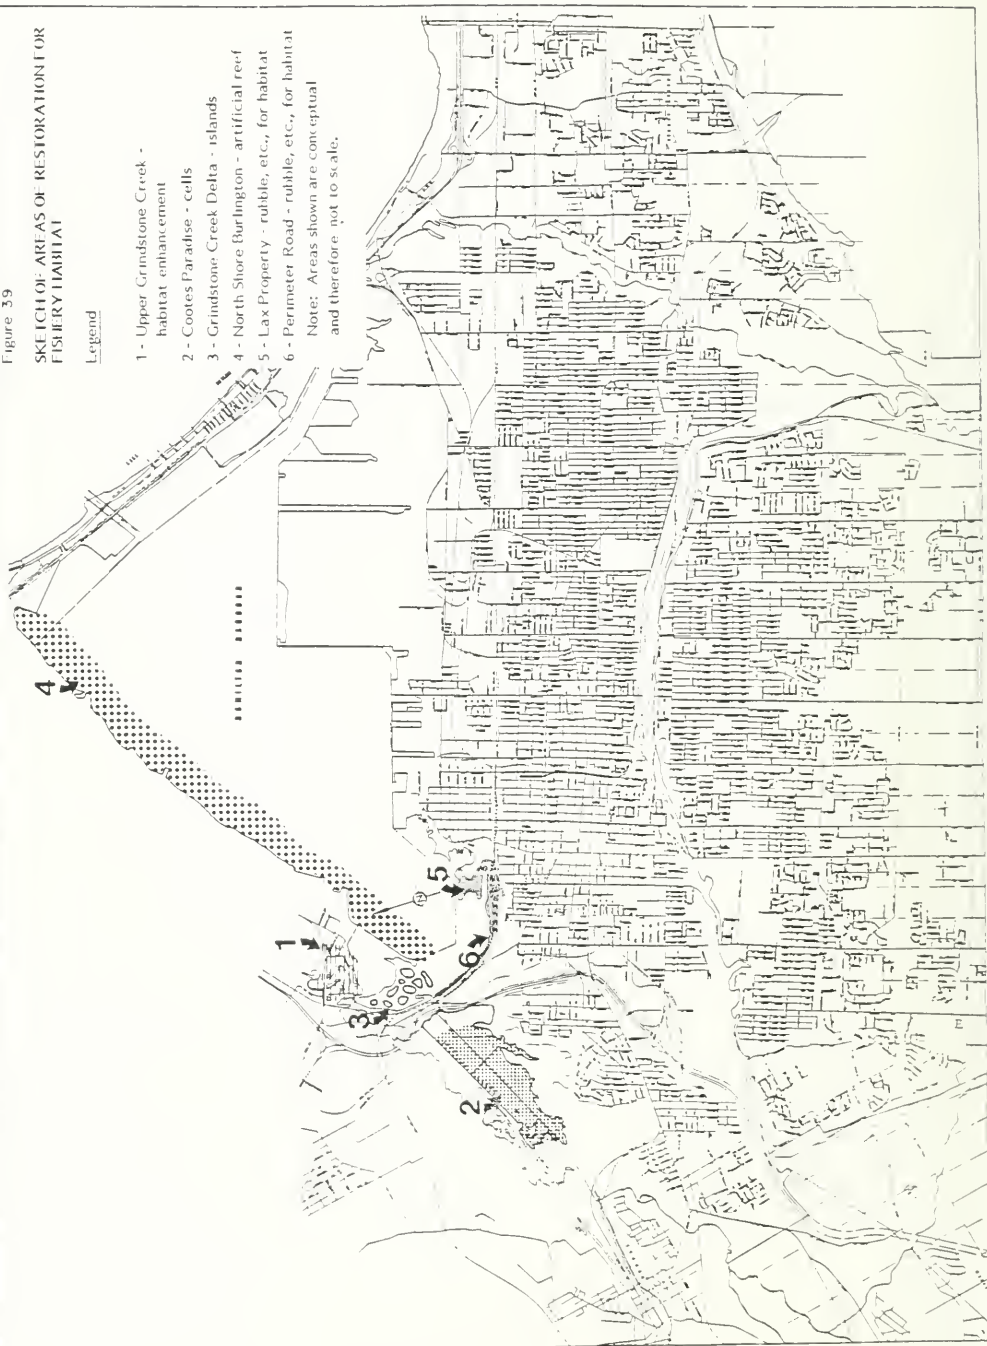 Figure 39
SKETCH OF AREAS OF RESTORATION FOR
FISHERY HABITAT
Legend
1 - Upper Grindstone Creek -
habitat enhancement
2 - Cootes Paradise - cells
3 - Grindstone Creek Delta - islands
4 - North Shore Burlington - artificial reef
5 - Lax Property - rubble, etc., for habitat
6 - Perimeter Road - rubble, etc., for habitat
Note: Areas shown are conceptual
and therefore not to scale.
4
5
1
6
3
2